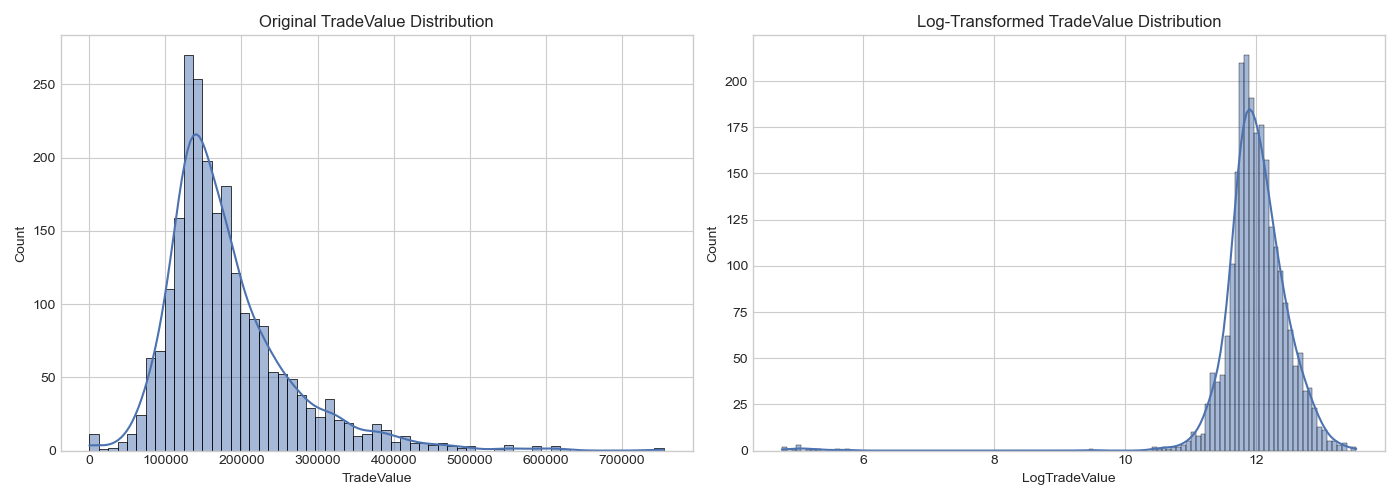 Original TradeValue Distribution
Count
250
200
150
100
50
0
0 100000 200000 300000 400000 500000 600000 700000
TradeValue
Log-Transformed TradeValue Distribution
Count
200
175
150
125
100
75
50
25
0
6 8 10 12
LogTradeValue